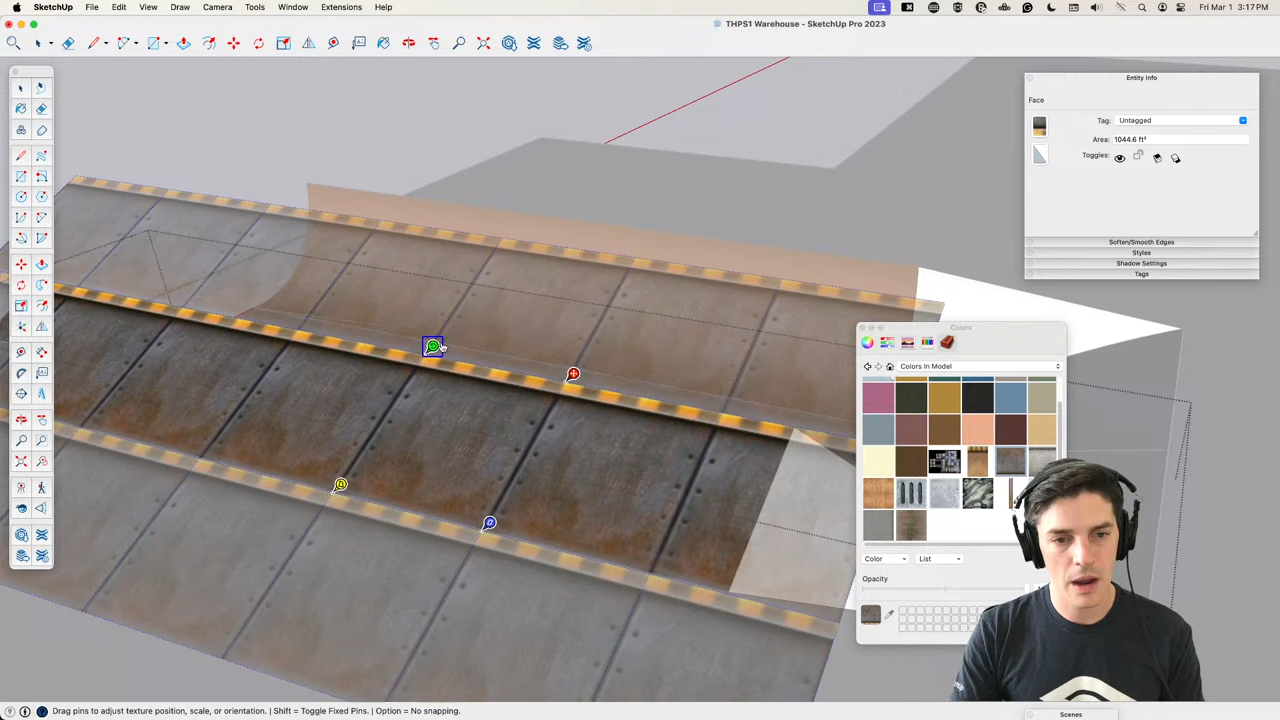 SketchUp File Edit View Draw Camera Tools Window Extensions Help Fri Mar 1 3:17 PM
THPS1 Warehouse - SketchUp Pro 2023
Entity Info
Face
Tag: Untagged
Area: 1044.6 ft²
Toggles:
Soften/Smooth Edges
Styles
Shadow Settings
Tags
Colors
Colors In Model
Color List
Opacity
Drag pins to adjust texture position, scale, or orientation. | Shift = Toggle Fixed Pins. | Option = No snapping.
Scenes